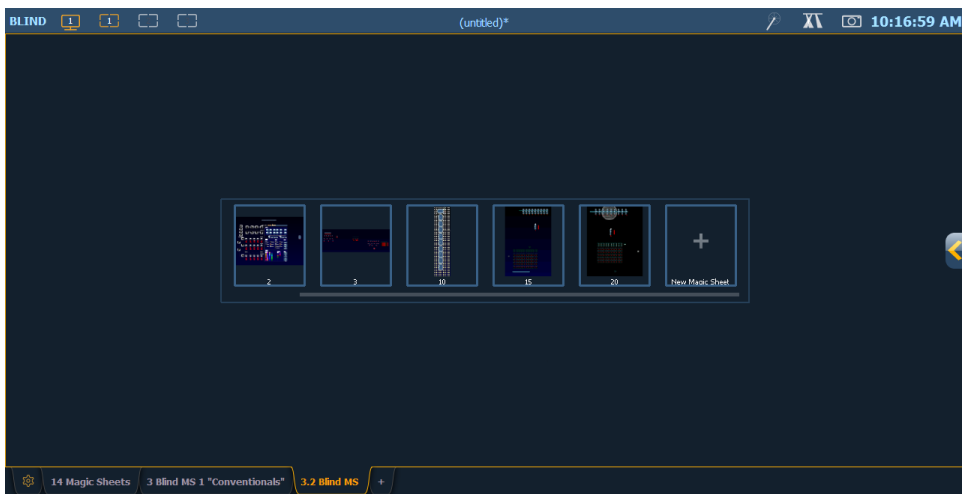 BLIND 1 1 (untitled)* 10:16:59 AM
2 3 10 15 20 New Magic Sheet
14 Magic Sheets 3 Blind MS 1 "Conventionals" 3.2 Blind MS +